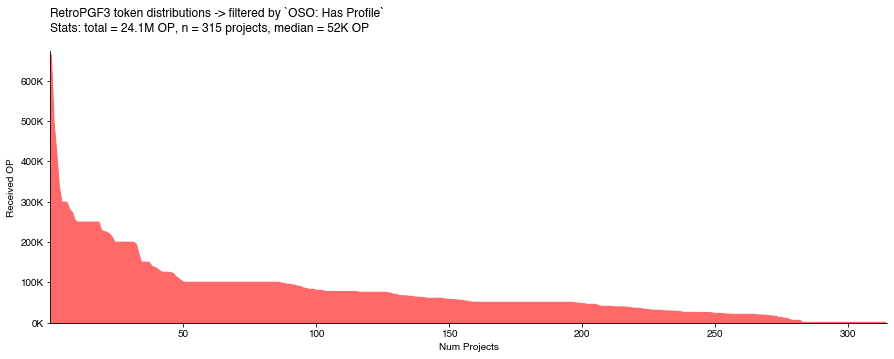 RetroPGF3 token distributions -> filtered by `OSO: Has Profile`
Stats: total = 24.1M OP, n = 315 projects, median = 52K OP
600K
500K
400K
300K
200K
100K
0K
Received OP
50
100
150
200
250
300
Num Projects